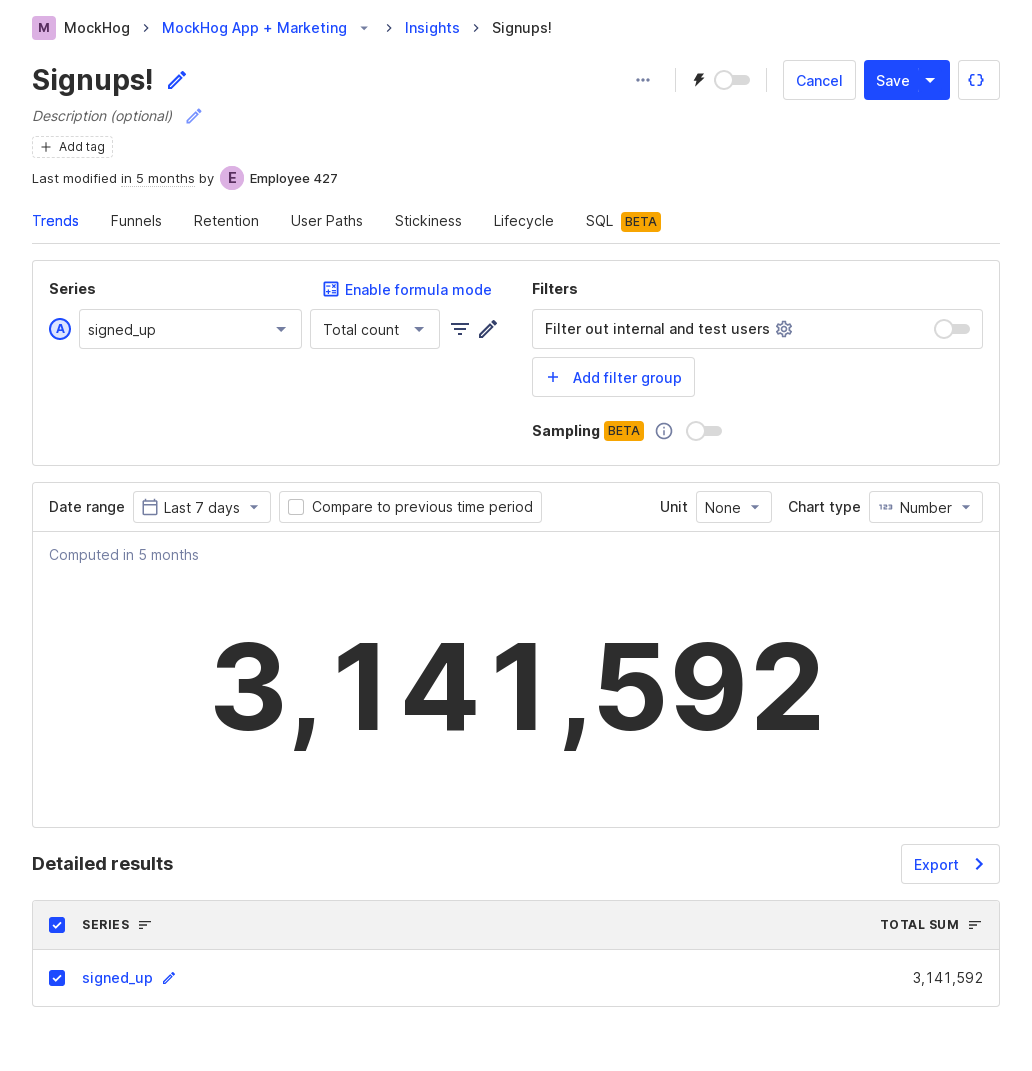 M MockHog MockHog App + Marketing Insights Signups!
Signups!
Cancel Save
Description (optional)
Add tag
Last modified in 5 months by E Employee 427
Trends Funnels Retention User Paths Stickiness Lifecycle SQL BETA
Series Enable formula mode
A signed_up Total count
Filters
Filter out internal and test users
Add filter group
Sampling BETA
Date range Last 7 days Compare to previous time period Unit None Chart type 123 Number
Computed in 5 months
3,141,592
Detailed results Export
SERIES TOTAL SUM
signed_up 3,141,592